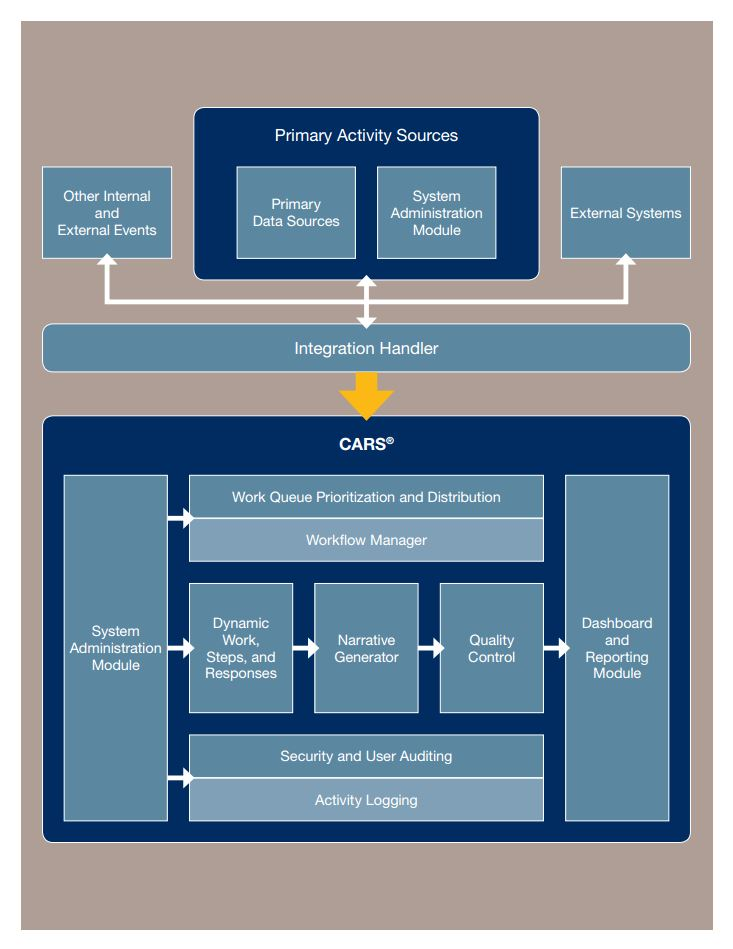 Primary Activity Sources
Other Internal
and
External Events
Primary
Data Sources
System
Administration
Module
External Systems
Integration Handler
CARS®
System
Administration
Module
Work Queue Prioritization and Distribution
Workflow Manager
Dynamic
Work,
Steps, and
Responses
Narrative
Generator
Quality
Control
Dashboard
and
Reporting
Module
Security and User Auditing
Activity Logging